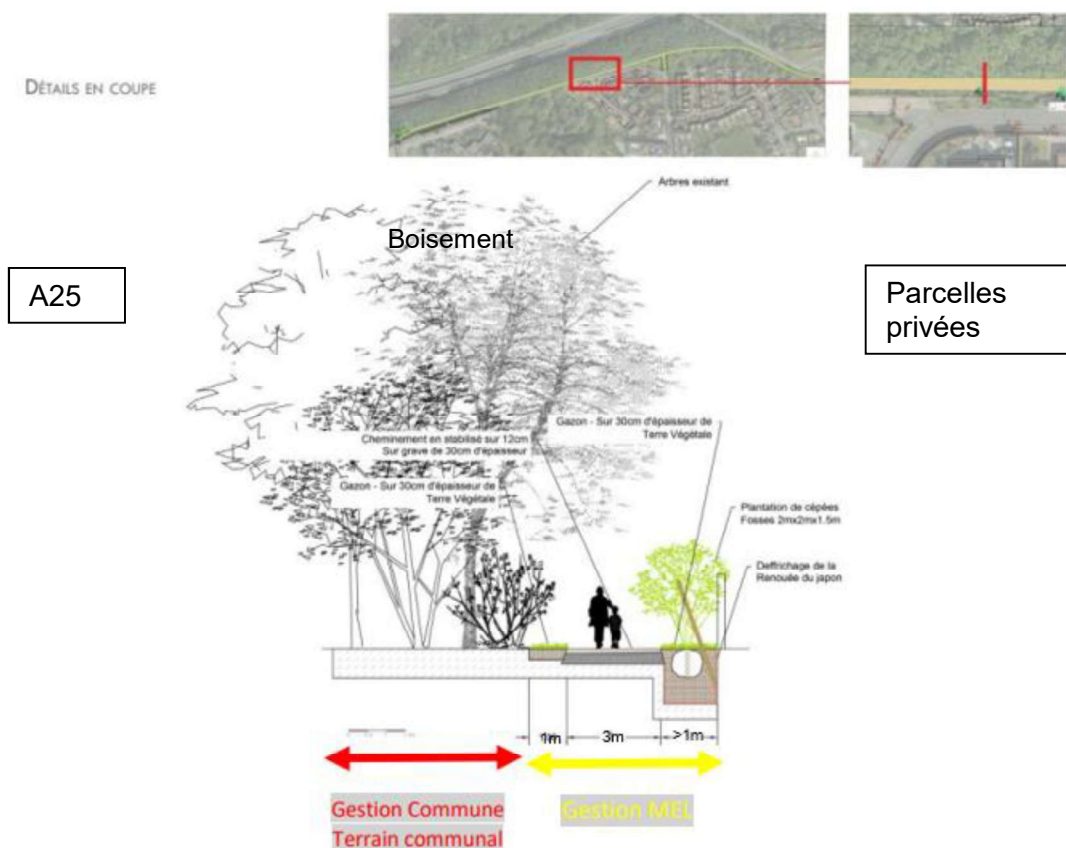 DÉTAILS EN COUPE
Arbres existant
Boisement
A25
Parcelles
privées
Gazon - Sur 30cm d'épaisseur de
Terre Végétale
Cheminement en stabilisé sur 12cm
Sur grave de 30cm d'épaisseur
Gazon - Sur 30cm d'épaisseur de
Terre Végétale
Plantation de cépées
Fosses 2mx2mx1.5m
Deffrichage de la
Renouée du japon
1m
3m
>1m
Gestion Commune
Terrain communal
Gestion MEL